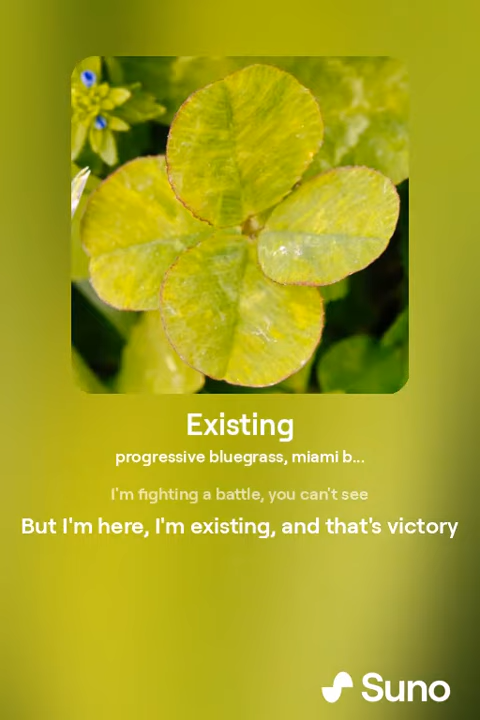 Existing
progressive bluegrass, miami b...
I'm fighting a battle, you can't see
But I'm here, I'm existing, and that's victory
Suno